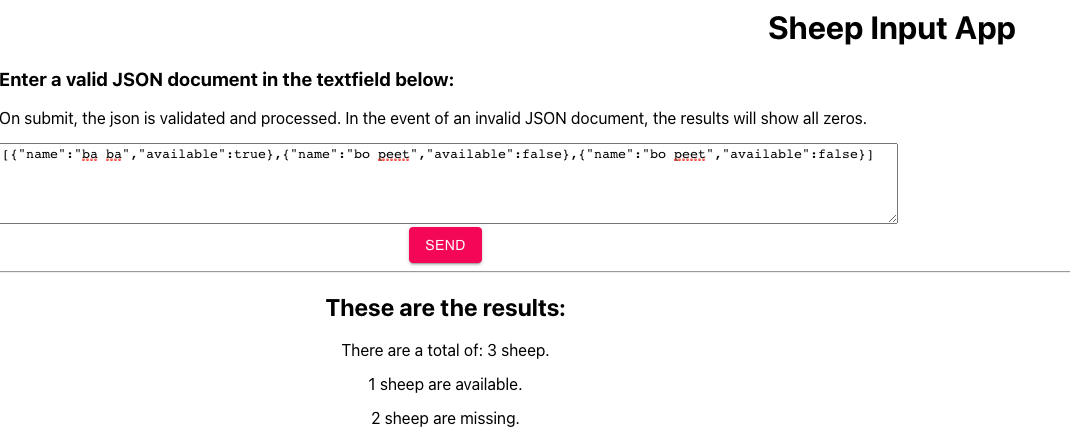 Sheep Input App
Enter a valid JSON document in the textfield below:
On submit, the json is validated and processed. In the event of an invalid JSON document, the results will show all zeros.
[{"name":"ba ba","available":true},{"name":"bo peet","available":false},{"name":"bo peet","available":false}]
SEND
These are the results:
There are a total of: 3 sheep.
1 sheep are available.
2 sheep are missing.